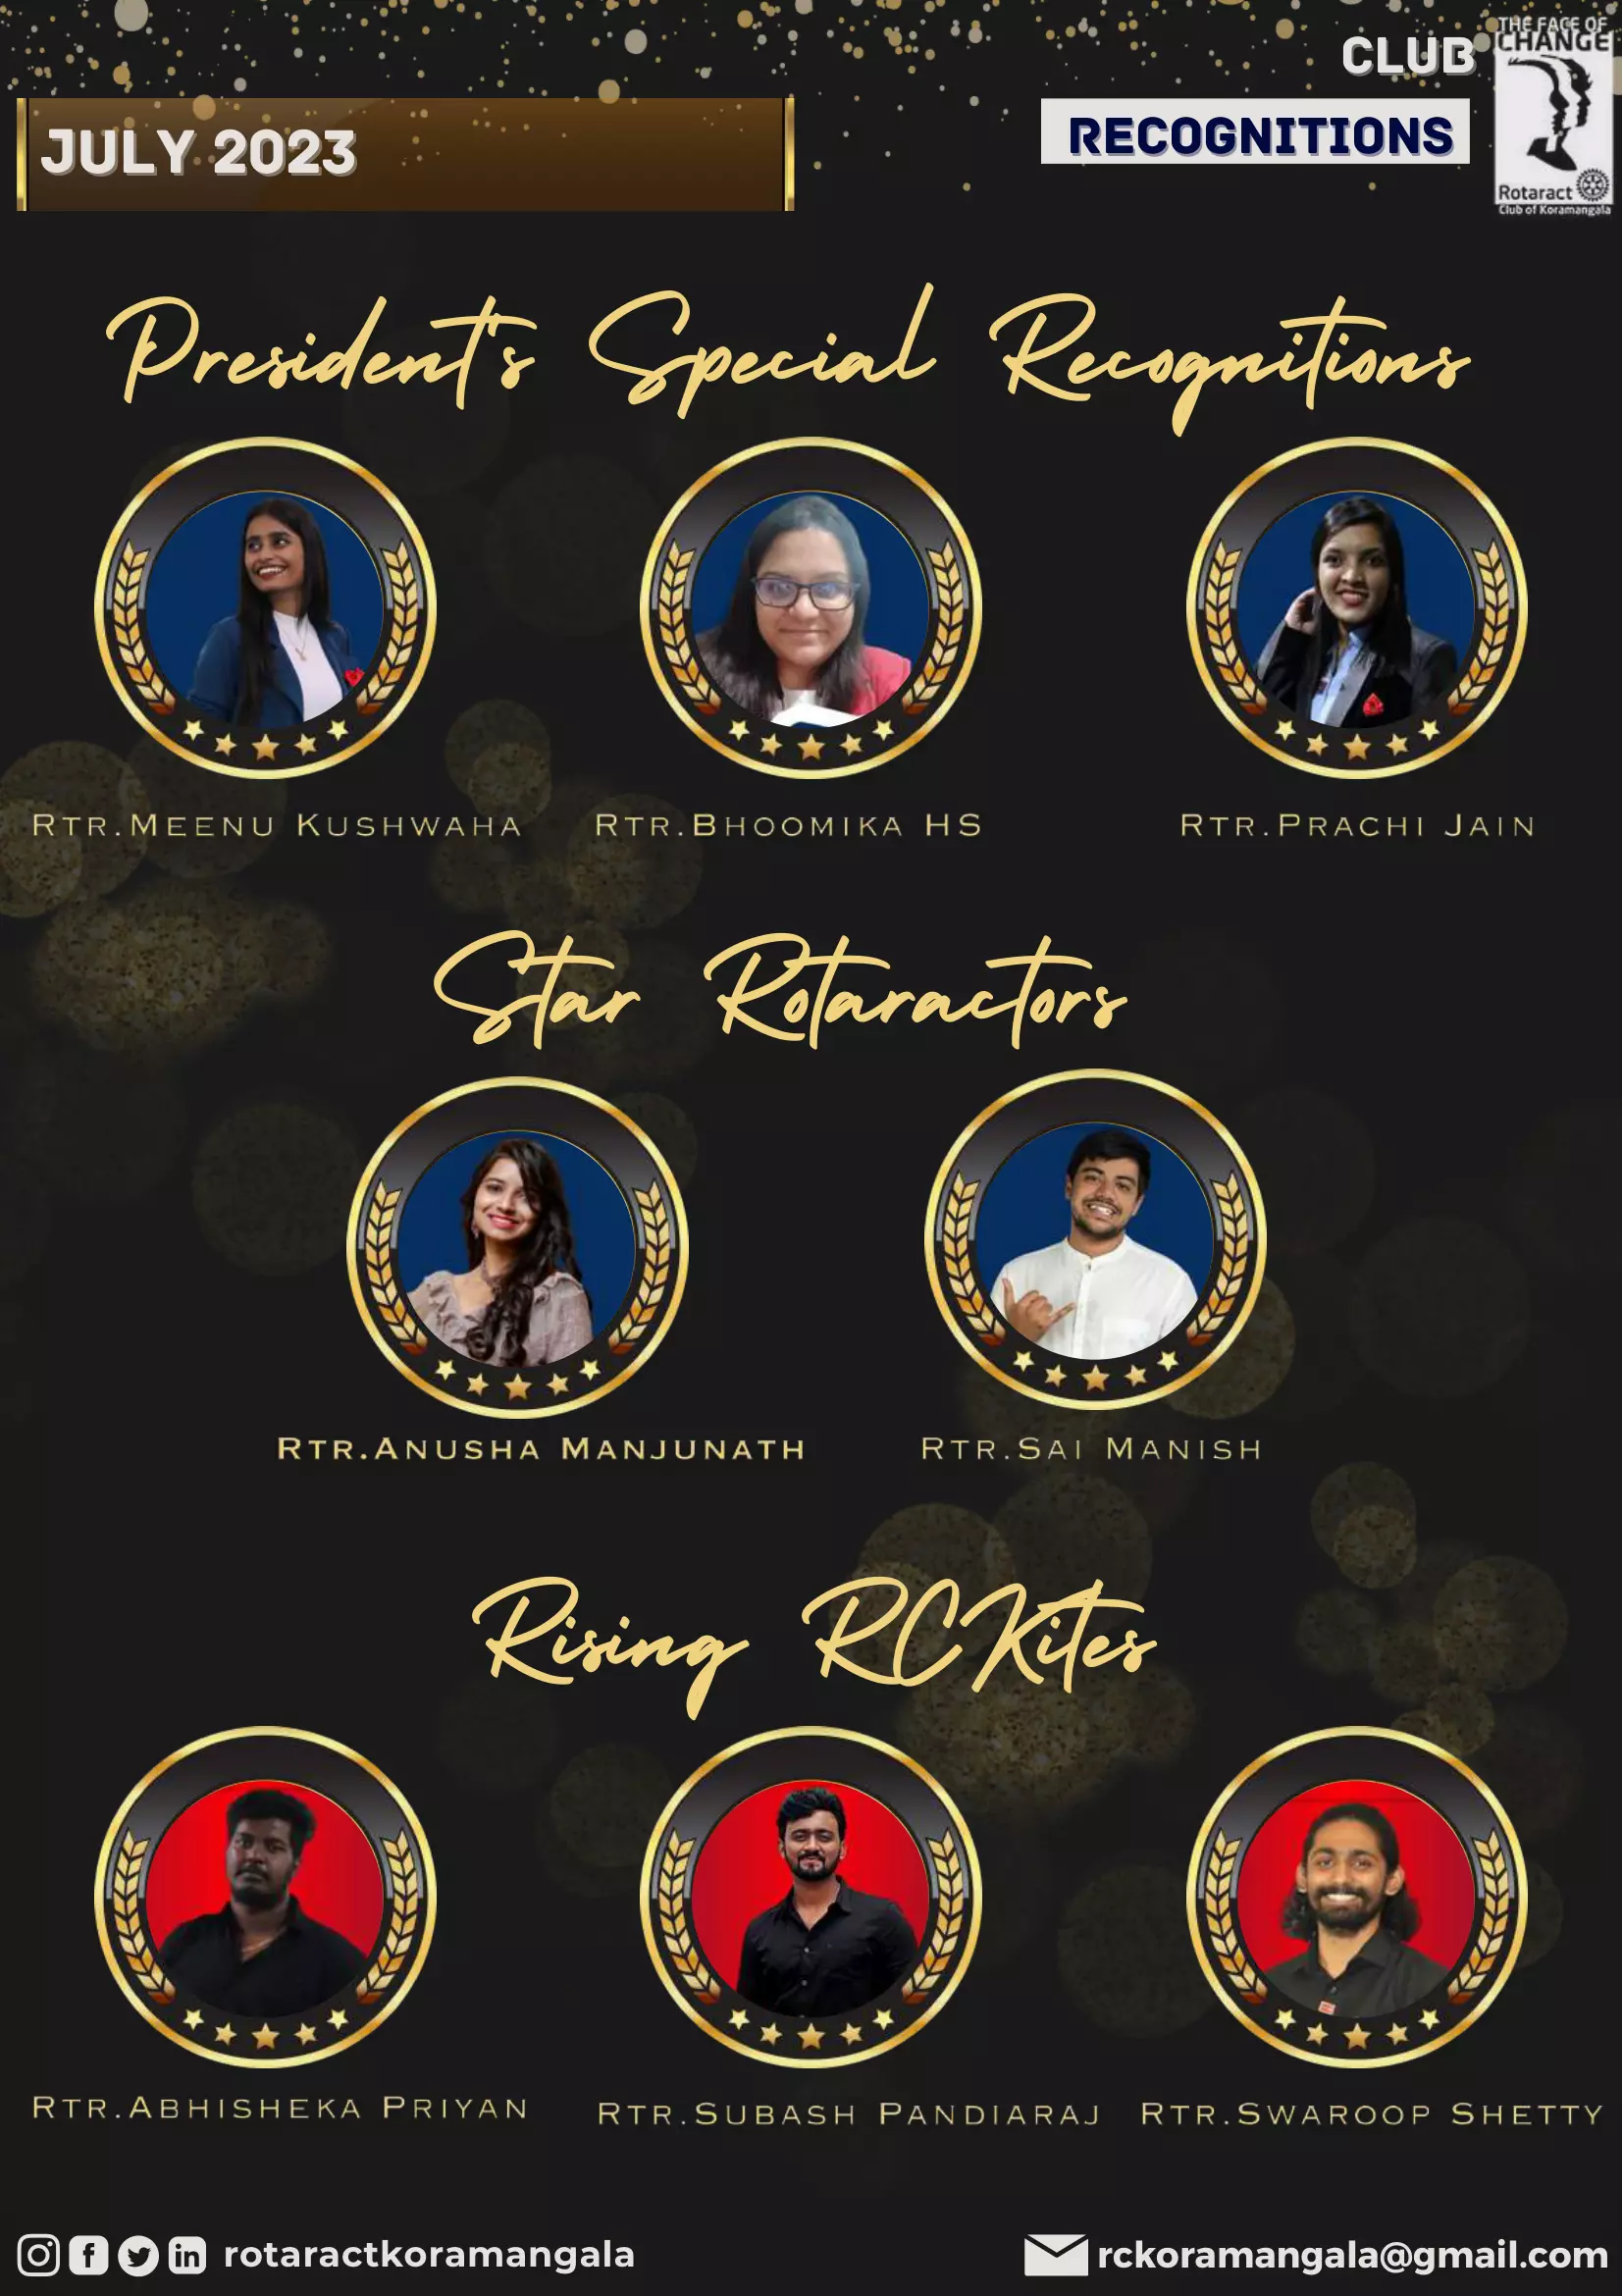 THE FACE OF
CHANGE
CLUB
RECOGNITIONS
Rotaract
Club of Koramangala
JULY 2023
President's Special Recognitions
RTR.MEENU KUSHWAHA RTR.BHOOMIKA HS RTR.PRACHI JAIN
Star Rotaractors
RTR.ANUSHA MANJUNATH RTR.SAI MANISH
Rising RCKites
RTR.ABHISHEKA PRIYAN RTR.SUBASH PANDIARAJ RTR.SWAROOP SHETTY
rotaractkoramangala rckoramangala@gmail.com